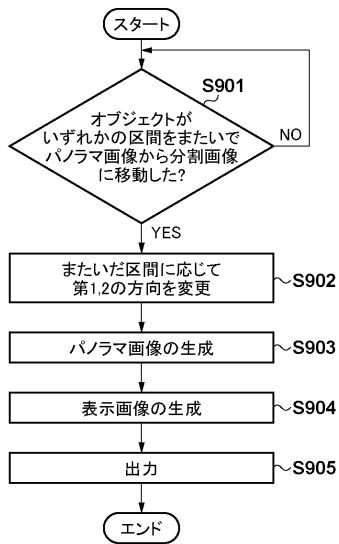 スタート
S901
オブジェクトが
いずれかの区間をまたいで
パノラマ画像から分割画像
に移動した?
NO
YES
またいだ区間に応じて
第1,2の方向を変更
S902
パノラマ画像の生成
S903
表示画像の生成
S904
出力
S905
エンド